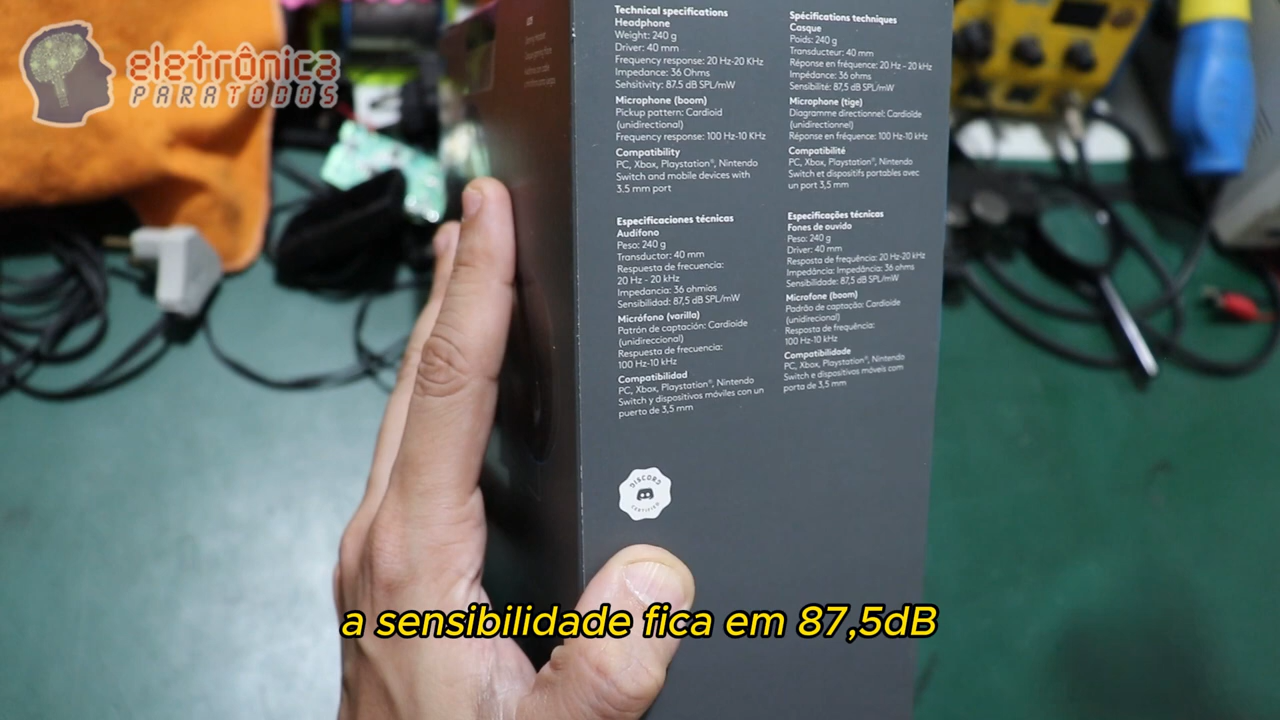 eletrônica
PARATODOS
Technical specifications
Headphone
Weight: 240 g
Driver: 40 mm
Frequency response: 20 Hz-20 KHz
Impedance: 36 Ohms
Sehsitivity: 87.5 dB SPL/mW
Microphone (boom)
Pickup pattern: Cardioid
(unidirectional)
Frequency response: 100 Hz-10 KHz
Compatibility
PC, Xbox, Playstation®, Nintendo
Switch and mobile devices with
3.5 mm port
Spécifications techniques
Casque
Poids: 240 g
Transducteur: 40 mm
Réponse en fréquence: 20 Hz – 20 kHz
Impédance: 36 ohms
Sensibilité: 87,5 dB SPL/mW
Microphone (tige)
Diagramme directionnel: Cardioïde
(unidirectionnel)
Réponse en fréquence: 100 Hz-10 kHz
Compatibilité
PC, Xbox, Playstation®, Nintendo
Switch et dispositifs portables avec
un port 3,5 mm
Especificaciones técnicas
Audífono
Peso: 240 g
Transductor: 40 mm
Respuesta de frecuencia:
20 Hz - 20 kHz
Impedancia: 36 ohmios
Sensibilidad: 87,5 dB SPL/mW
Micrófono (varilla)
Patrón de captación: Cardioide
(unidireccional)
Respuesta de frecuencia:
100 Hz-10 kHz
Compatibilidad
PC, Xbox, Playstation®, Nintendo
Switch y dispositivos móviles con un
puerto de 3,5 mm
Especificações técnicas
Fones de ouvido
Peso: 240 g
Driver: 40 mm
Resposta de frequência: 20 Hz-20 kHz
Impedância: Impedância: 36 ohms
Sensibilidade: 87,5 dB SPL/mW
Microfone (boom)
Padrão de captação: Cardioide
(unidirecional)
Resposta de frequência:
100 Hz-10 kHz
Compatibilidade
PC, Xbox, Playstation®, Nintendo
Switch e dispositivos móveis com
porta de 3,5 mm
DISCORD
CERTIFIED
a sensibilidade fica em 87,5dB